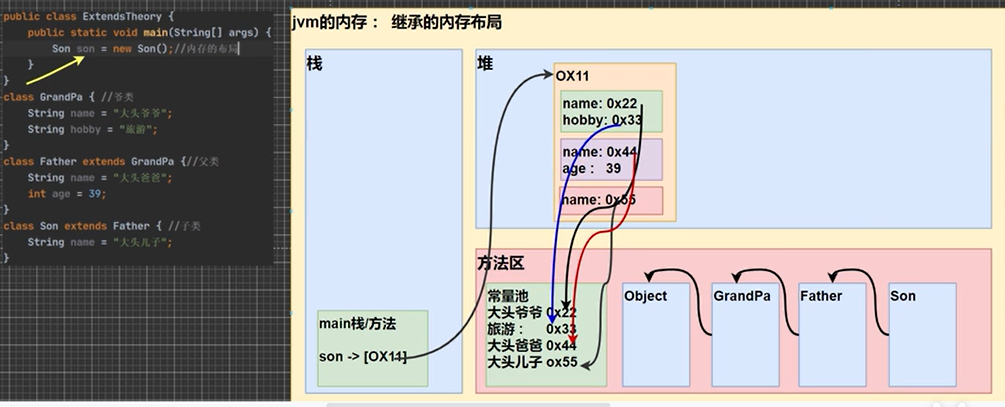 public class ExtendsTheory {
public static void main(String[] args) {
Son son = new Son();//内存的布局
}
}
class GrandPa { //爷类
String name = "大头爷爷";
String hobby = "旅游";
}
class Father extends GrandPa {//父类
String name = "大头爸爸";
int age = 39;
}
class Son extends Father { //子类
String name = "大头儿子";
}
jvm的内存： 继承的内存布局
栈
main栈/方法
son -> [OX11]
堆
OX11
name: 0x22
hobby: 0x33
name: 0x44
age： 39
name: 0x55
方法区
常量池
大头爷爷 0x22
旅游： 0x33
大头爸爸 0x44
大头儿子 ox55
Object
GrandPa
Father
Son